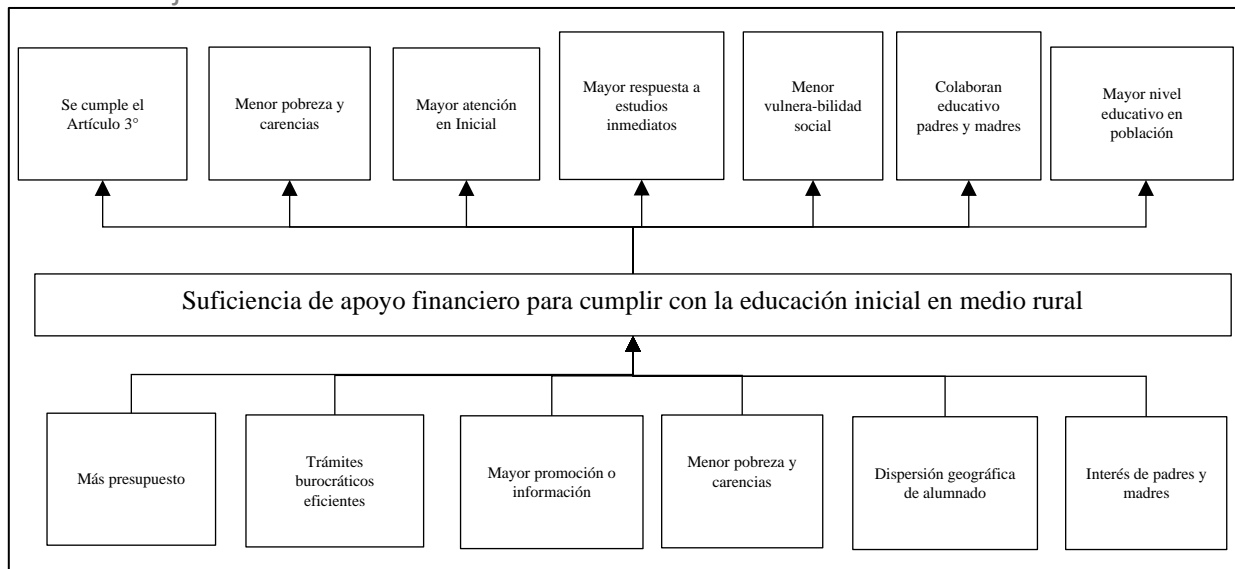 Se cumple el
Artículo 3°
Menor pobreza y
carencias
Mayor atención
en Inicial
Mayor respuesta a
estudios
inmediatos
Menor
vulnera-bilidad
social
Colaboran
educativo
padres y madres
Mayor nivel
educativo en
población
Suficiencia de apoyo financiero para cumplir con la educación inicial en medio rural
Más presupuesto
Trámites
burocráticos
eficientes
Mayor promoción o
información
Menor pobreza y
carencias
Dispersión geográfica
de alumnado
Interés de padres y
madres